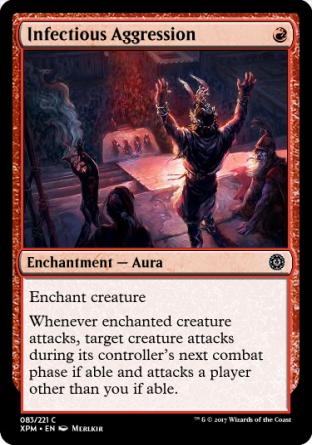 Infectious Aggression
Enchantment — Aura
Enchant creature
Whenever enchanted creature
attacks, target creature attacks
during its controller's next combat
phase if able and attacks a player
other than you if able.
083/221 C
XPM • EN Merlkir
™ & © 2017 Wizards of the Coast